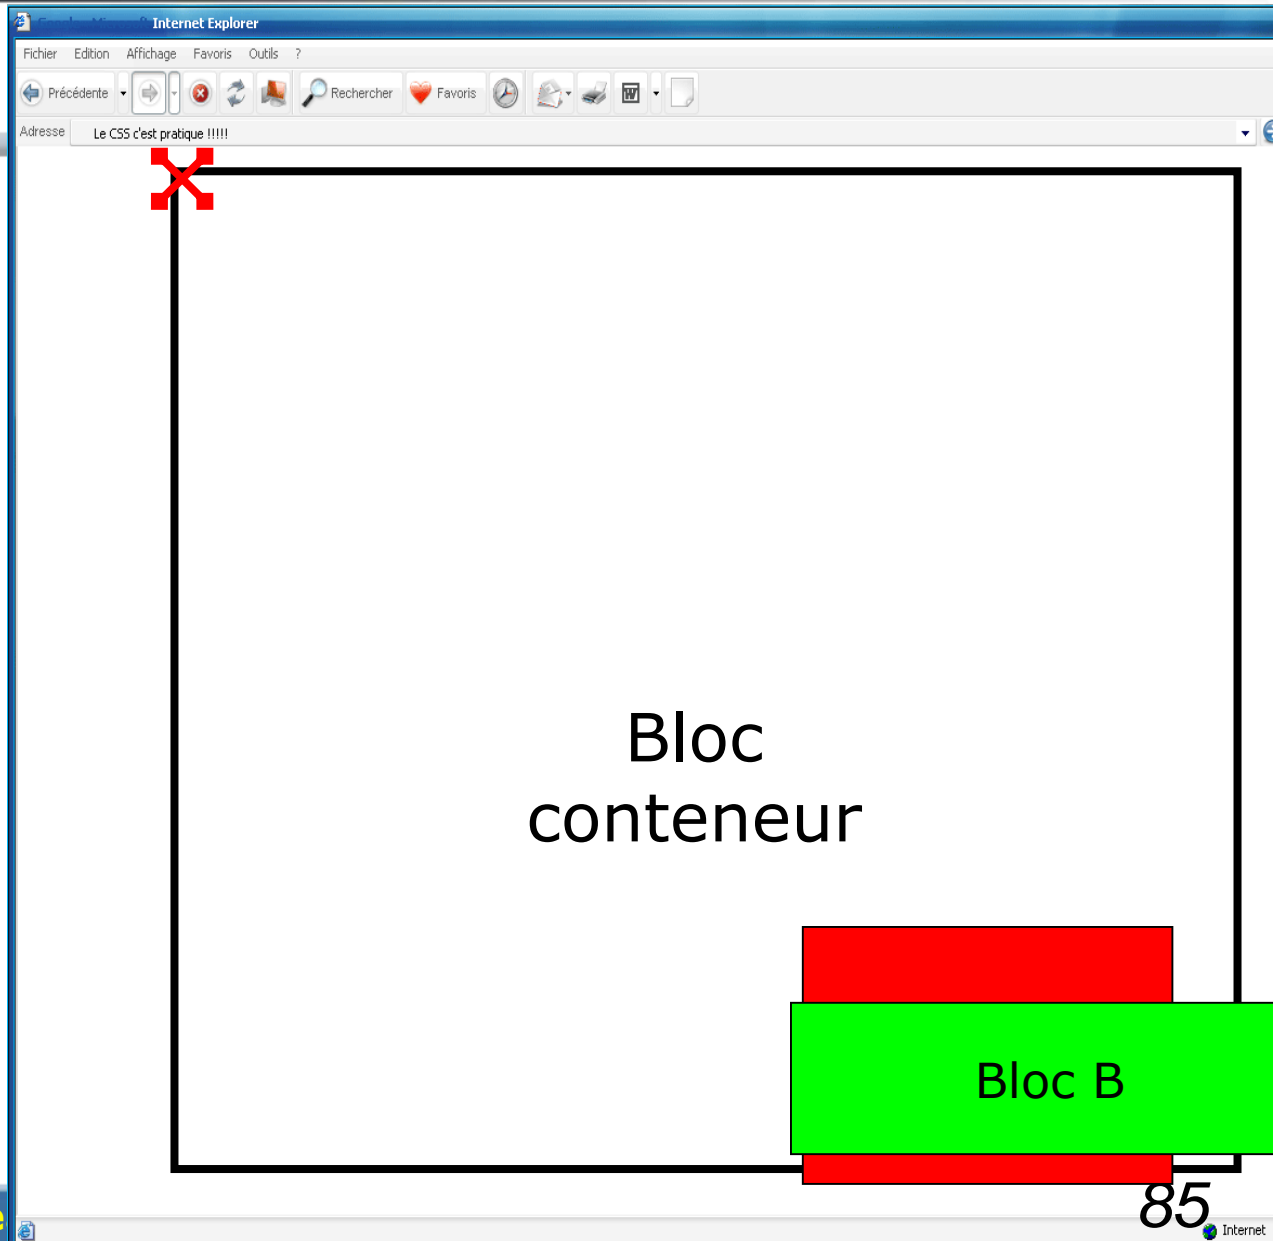 Internet Explorer
Fichier Edition Affichage Favoris Outils ?
Précédente Rechercher Favoris W
Adresse Le CSS c'est pratique !!!!!
Bloc
conteneur
Bloc B
85
e
Internet